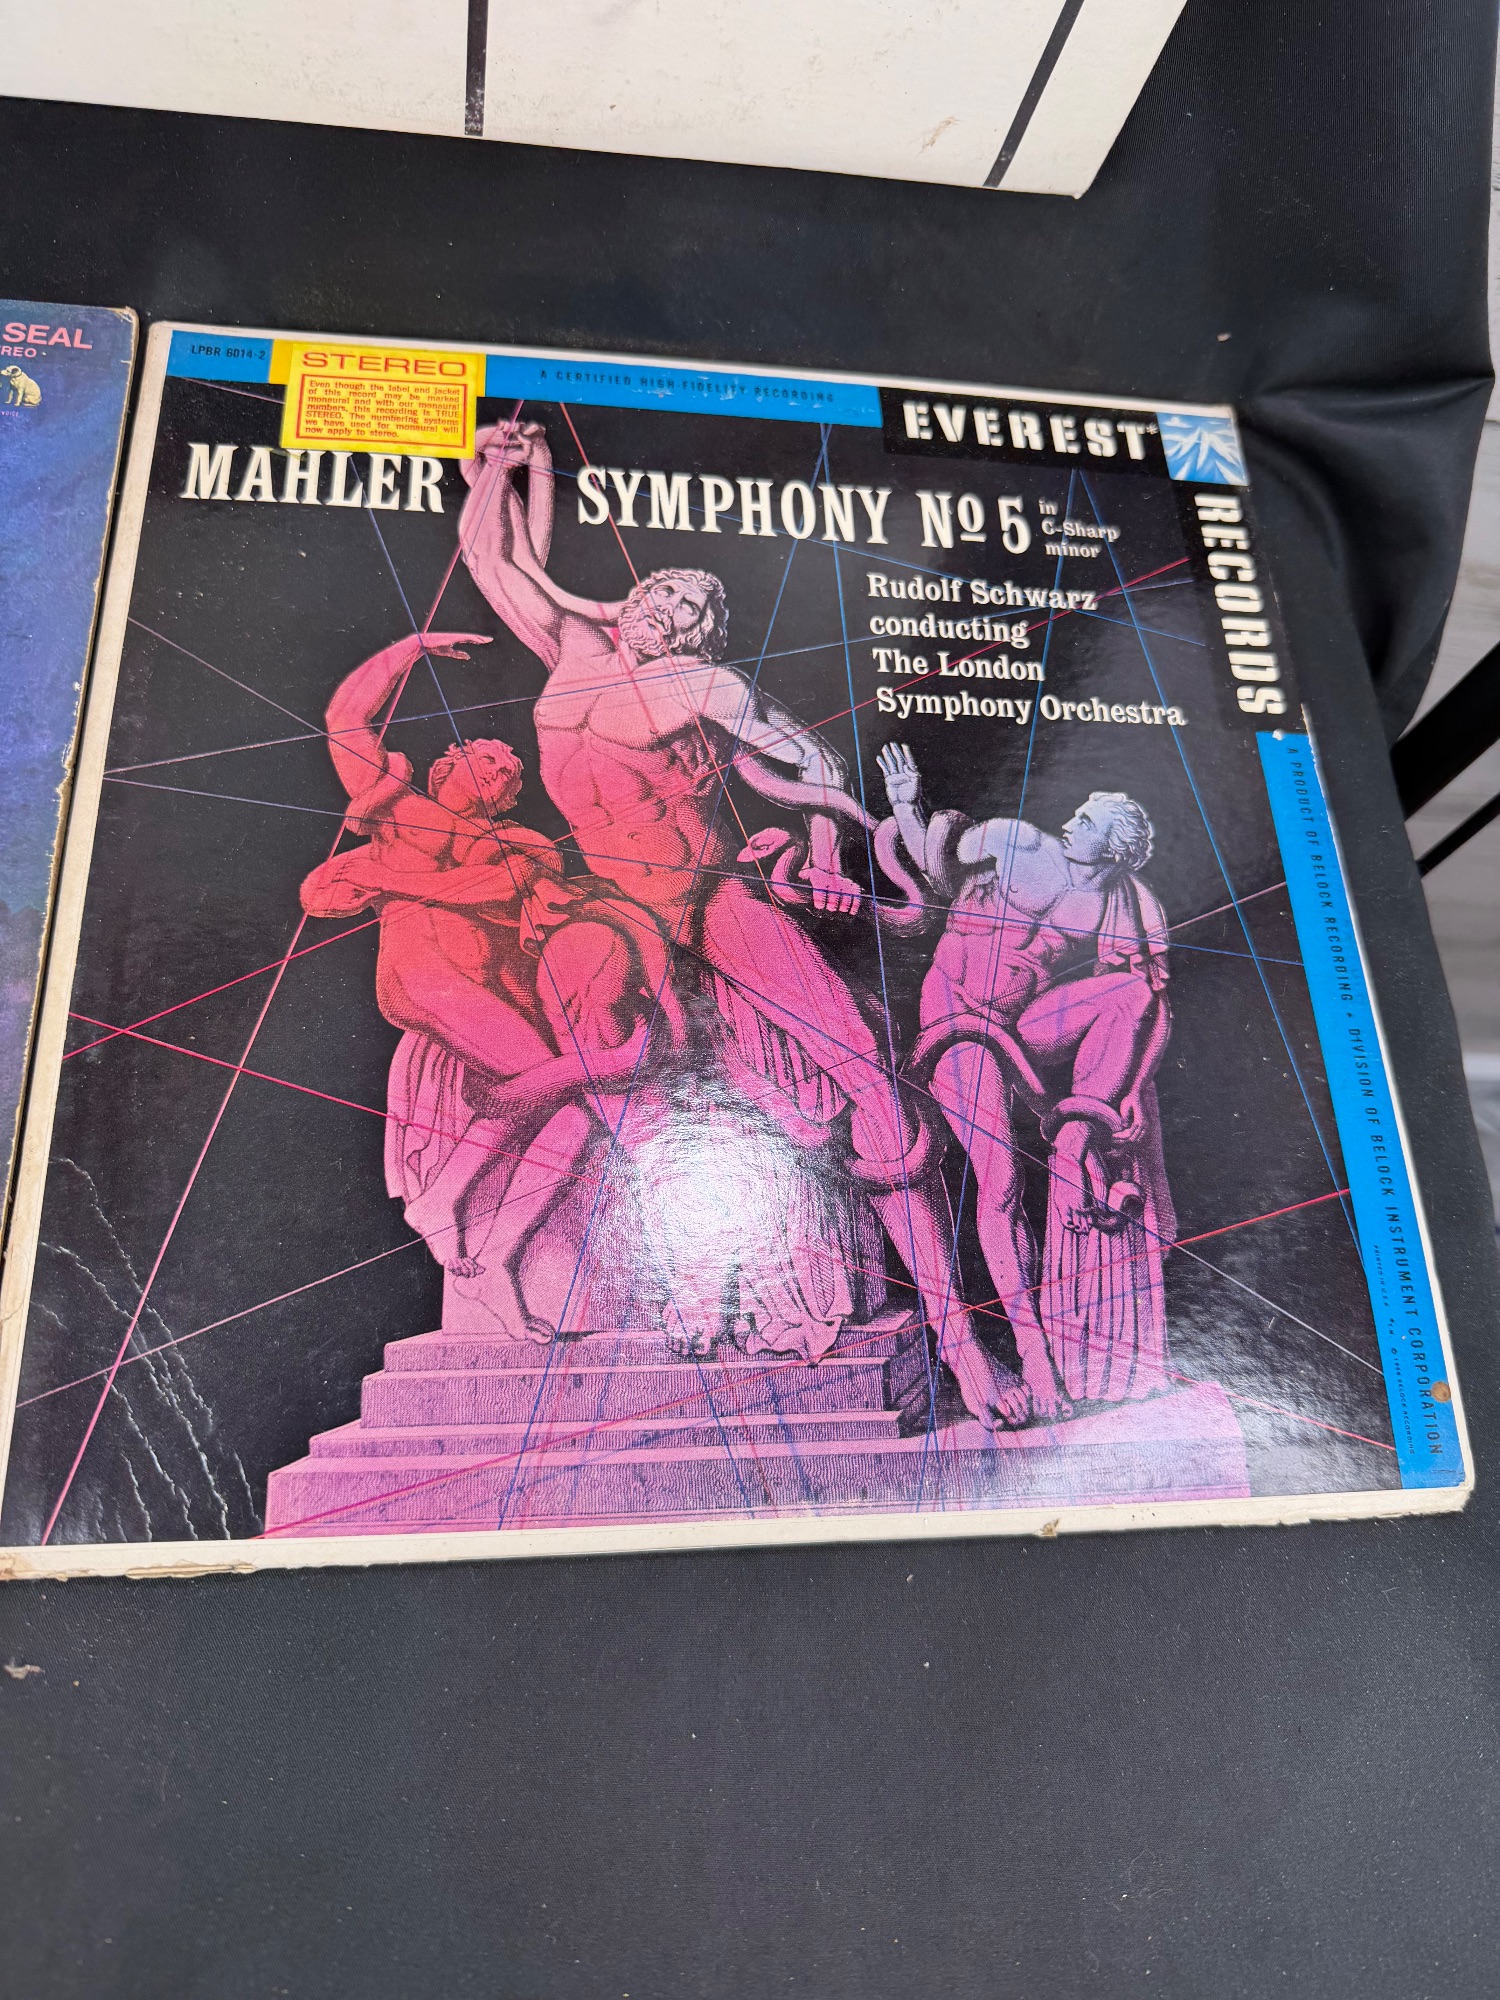 SEAL
LPBR 6014-2
STEREO
Even though the label and jacket
of this record may be marked
monaural and with our monaural
numbers, this recording is TRUE
STEREO. The numbering systems
we have used for monaural will
now apply to stereo.
A CERTIFIED HIGH-FIDELITY RECORDING
EVEREST*
RECORDS
MAHLER SYMPHONY No 5
in
C-Sharp
minor
Rudolf Schwarz
conducting
The London
Symphony Orchestra
A PRODUCT OF BELOCK RECORDING • DIVISION OF BELOCK INSTRUMENT CORPORATION